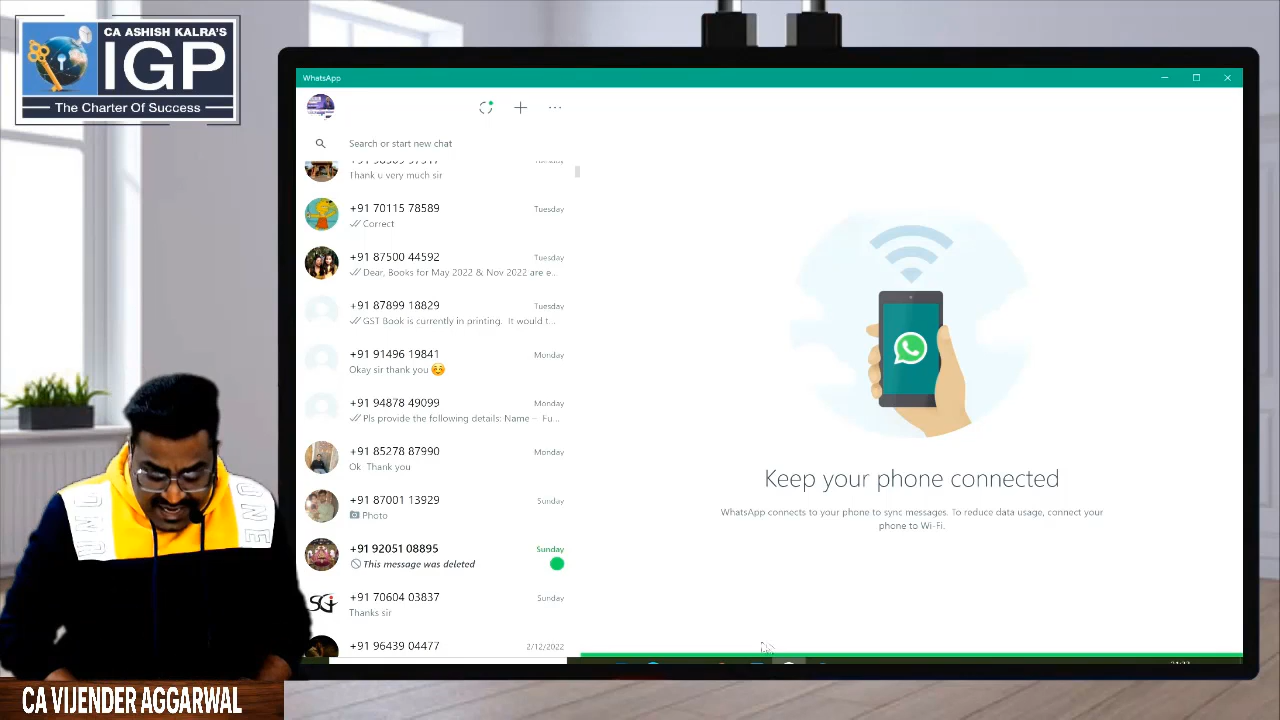 CA ASHISH KALRA'S
IGP
The Charter Of Success
WhatsApp
Search or start new chat
Tuesday
Thank u very much sir
+91 70115 78589
Tuesday
Correct
+91 87500 44592
Tuesday
Dear, Books for May 2022 & Nov 2022 are e...
+91 87899 18829
Tuesday
GST Book is currently in printing. It would t...
+91 91496 19841
Monday
Okay sir thank you
+91 94878 49099
Monday
Pls provide the following details: Name – Fu...
+91 85278 87990
Monday
Ok Thank you
+91 87001 13929
Sunday
Photo
+91 92051 08895
Sunday
This message was deleted
+91 70604 03837
Sunday
Thanks sir
+91 96439 04477
2/12/2022
Keep your phone connected
WhatsApp connects to your phone to sync messages. To reduce data usage, connect your
phone to Wi-Fi.
CA VIJENDER AGGARWAL